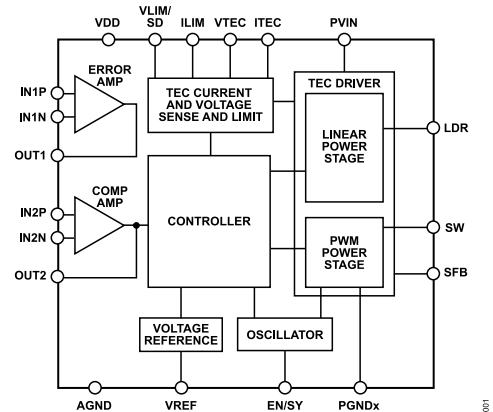 VLIM/
SD
VDD
ILIM
VTEC
ITEC
PVIN
ERROR
AMP
IN1P
IN1N
OUT1
TEC CURRENT
AND VOLTAGE
SENSE AND LIMIT
TEC DRIVER
LINEAR
POWER
STAGE
LDR
COMP
AMP
IN2P
IN2N
OUT2
CONTROLLER
PWM
POWER
STAGE
SW
SFB
VOLTAGE
REFERENCE
OSCILLATOR
AGND
VREF
EN/SY
PGNDx
001